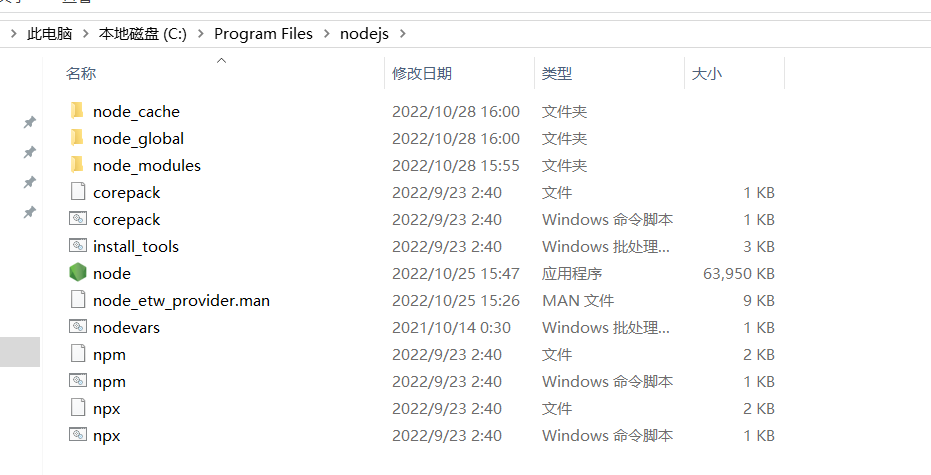 此电脑 > 本地磁盘 (C:) > Program Files > nodejs >
名称 修改日期 类型 大小
node_cache 2022/10/28 16:00 文件夹
node_global 2022/10/28 16:00 文件夹
node_modules 2022/10/28 15:55 文件夹
corepack 2022/9/23 2:40 文件 1 KB
corepack 2022/9/23 2:40 Windows 命令脚本 1 KB
install_tools 2022/9/23 2:40 Windows 批处理... 3 KB
node 2022/10/25 15:47 应用程序 63,950 KB
node_etw_provider.man 2022/10/25 15:26 MAN 文件 9 KB
nodevars 2021/10/14 0:30 Windows 批处理... 1 KB
npm 2022/9/23 2:40 文件 2 KB
npm 2022/9/23 2:40 Windows 命令脚本 1 KB
npx 2022/9/23 2:40 文件 2 KB
npx 2022/9/23 2:40 Windows 命令脚本 1 KB